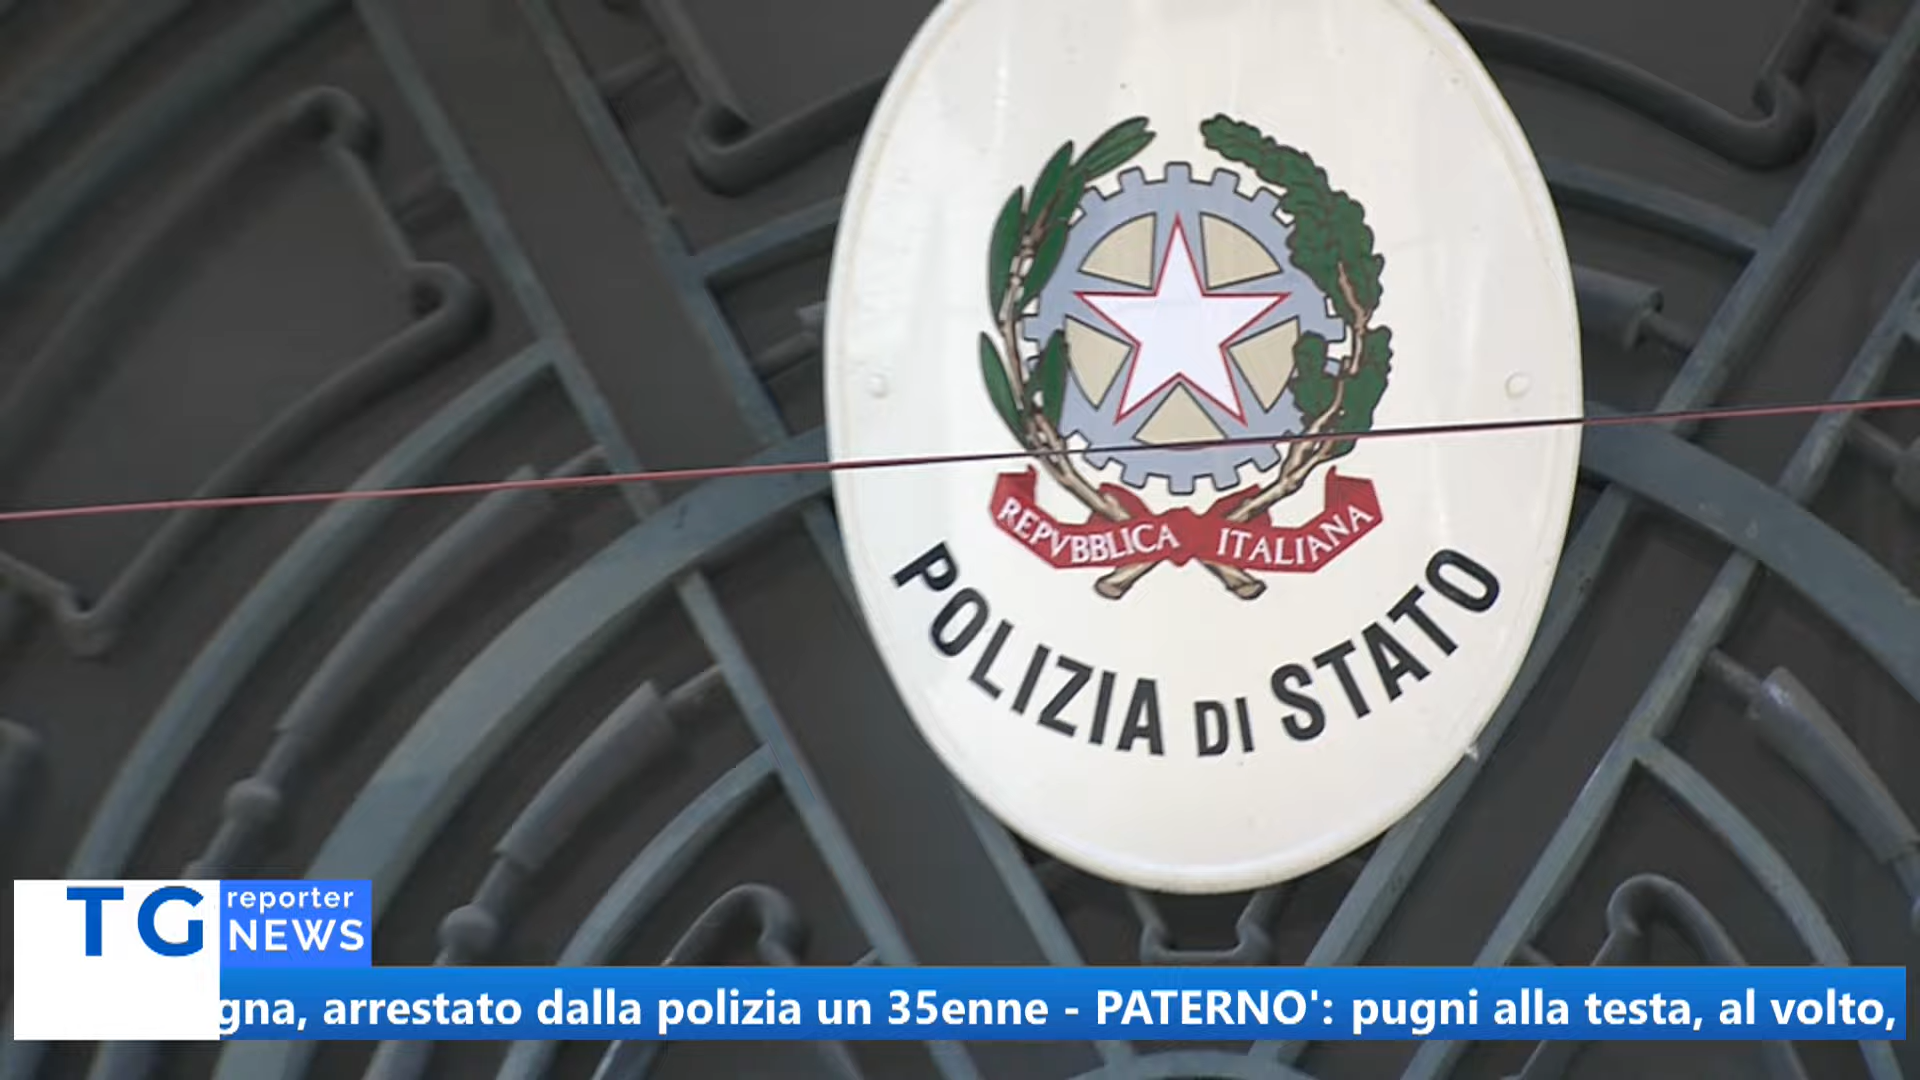 REPVBBLICA ITALIANA
POLIZIA DI STATO
TG reporter
NEWS
arrestato dalla polizia un 35enne - PATERNO': pugni alla testa, al volto,